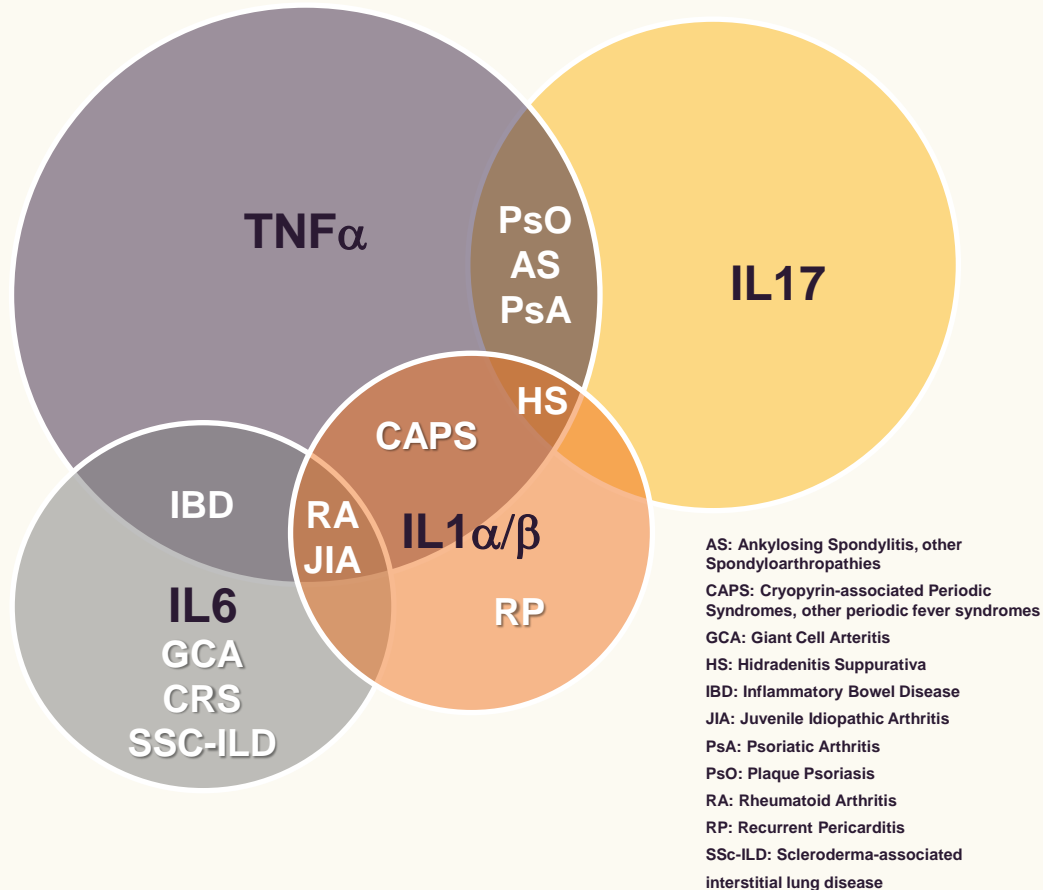 TNFα
PsO
AS
PsA
IL17
HS
CAPS
IBD
RA
JIA
IL1α/β
IL6
GCA
CRS
SSC-ILD
RP
AS: Ankylosing Spondylitis, other
Spondyloarthropathies
CAPS: Cryopyrin-associated Periodic
Syndromes, other periodic fever syndromes
GCA: Giant Cell Arteritis
HS: Hidradenitis Suppurativa
IBD: Inflammatory Bowel Disease
JIA: Juvenile Idiopathic Arthritis
PsA: Psoriatic Arthritis
PsO: Plaque Psoriasis
RA: Rheumatoid Arthritis
RP: Recurrent Pericarditis
SSc-ILD: Scleroderma-associated
interstitial lung disease